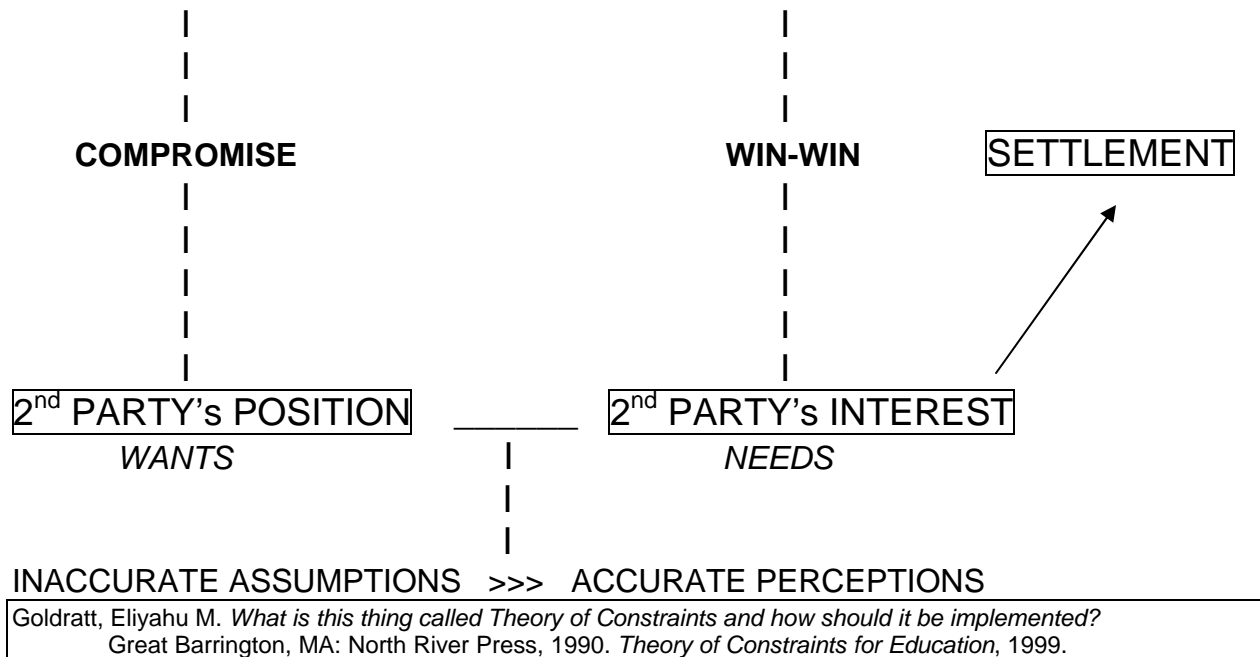 COMPROMISE WIN-WIN SETTLEMENT
2nd PARTY's POSITION ______ 2nd PARTY's INTEREST
WANTS NEEDS
INACCURATE ASSUMPTIONS >>> ACCURATE PERCEPTIONS
Goldratt, Eliyahu M. What is this thing called Theory of Constraints and how should it be implemented?
Great Barrington, MA: North River Press, 1990. Theory of Constraints for Education, 1999.